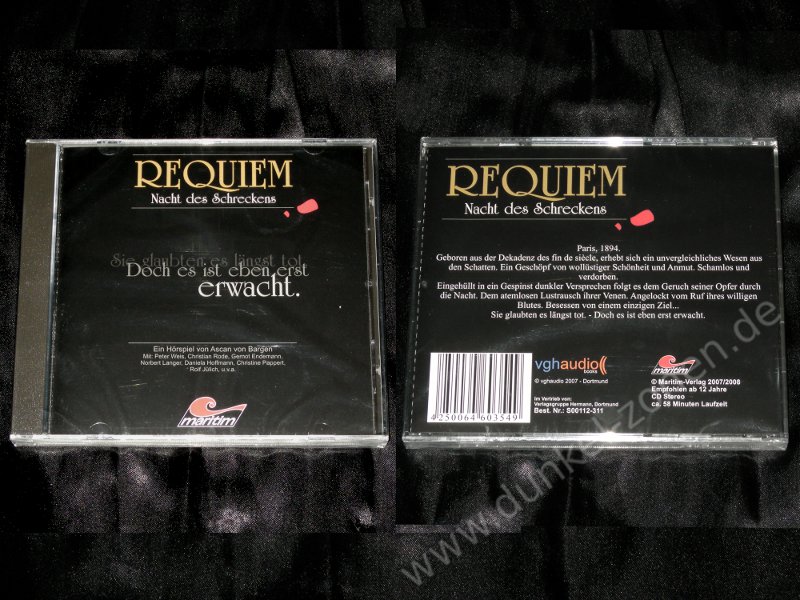 REQUIEM
Nacht des Schreckens
Sie glaubten es längst tot.
Doch es ist eben erst
erwacht.
Ein Hörspiel von Ascan von Bargen
Mit: Peter Weis, Christian Rode, Gernot Endemann,
Norbert Langer, Daniela Hoffmann, Christine Pappert,
Rolf Jülich, u.v.a.
maritim
REQUIEM
Nacht des Schreckens
Paris, 1894.
Geboren aus der Dekadenz des fin de siècle, erhebt sich ein unvergleichliches Wesen aus
den Schatten. Ein Geschöpf von wollüstiger Schönheit und Anmut. Schamlos und
verdorben.
Eingehüllt in ein Gespinst dunkler Versprechen folgt es dem Geruch seiner Opfer durch
die Nacht. Dem atemlosen Lustrausch ihrer Venen. Angelockt vom Ruf ihres willigen
Blutes. Besessen von einem einzigen Ziel...
Sie glaubten es längst tot. - Doch es ist eben erst erwacht.
4250064603549
vghaudio
books
© vghaudio 2007 - Dortmund
Im Vertrieb von:
Verlagsgruppe Hermann, Dortmund
Best. Nr.: S00112-311
maritim
© Maritim-Verlag 2007/2008
Empfohlen ab 12 Jahre
CD Stereo
ca. 58 Minuten Laufzeit
© www.dunkel-zonen.de